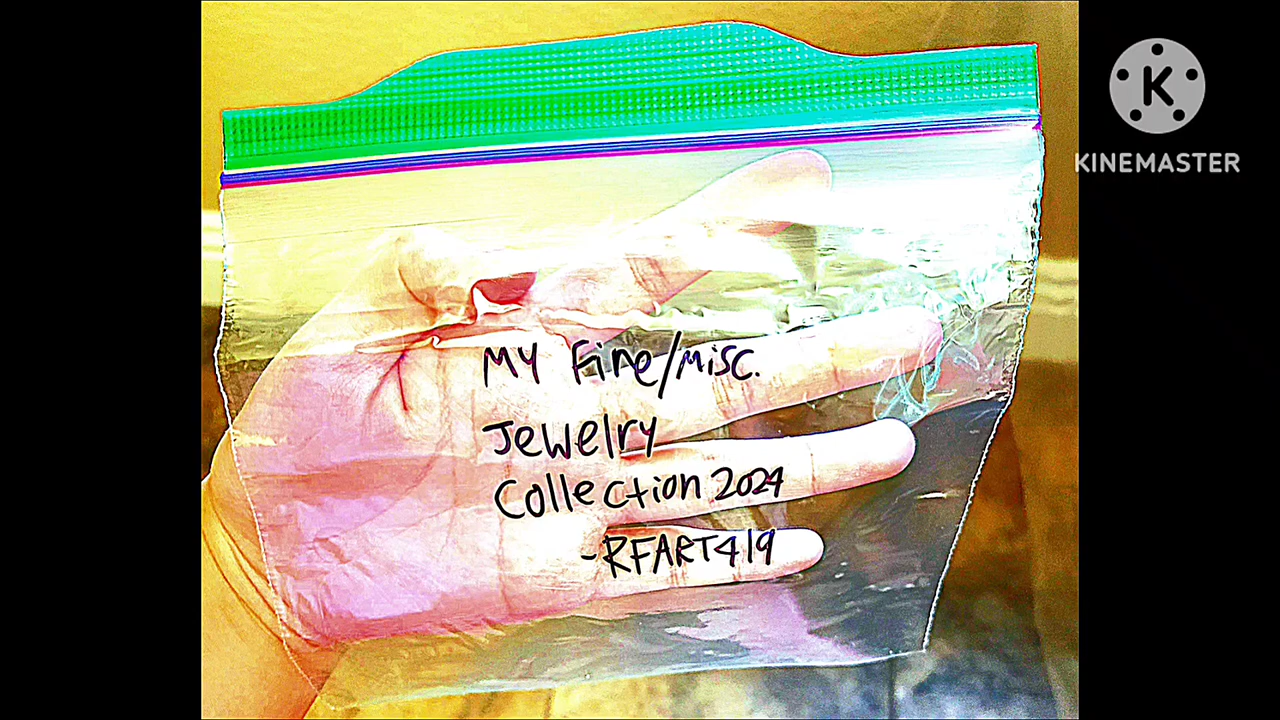 MY Fine/misc.
Jewelry
Collection 2024
-RFART419
K
KINEMASTER